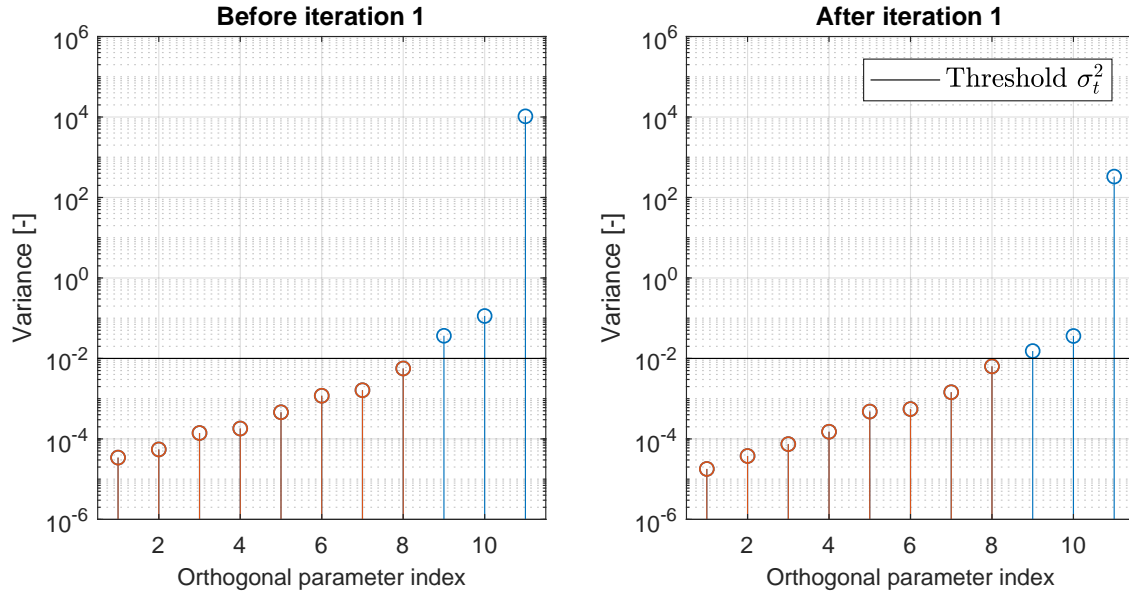 Before iteration 1
10^6
10^4
10^2
10^0
10^-2
10^-4
10^-6
Variance [-]
2 4 6 8 10
Orthogonal parameter index
After iteration 1
Threshold σ_t^2
10^6
10^4
10^2
10^0
10^-2
10^-4
10^-6
Variance [-]
2 4 6 8 10
Orthogonal parameter index